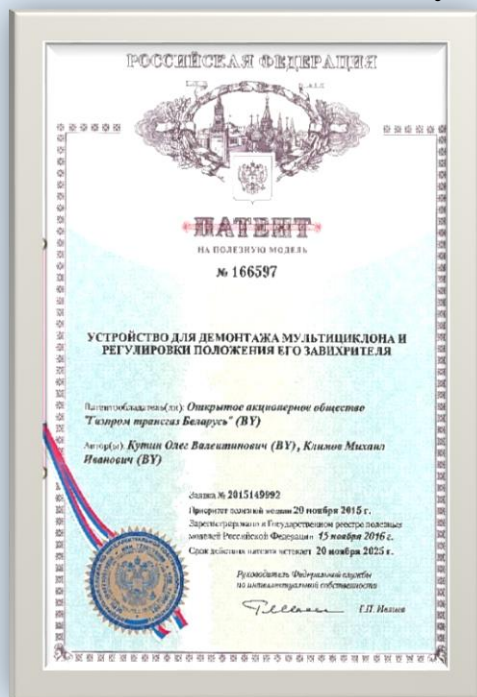 РОССИЙСКАЯ ФЕДЕРАЦИЯ
ПАТЕНТ
НА ПОЛЕЗНУЮ МОДЕЛЬ
№ 166597
УСТРОЙСТВО ДЛЯ ДЕМОНТАЖА МУЛЬТИЦИКЛОНА И
РЕГУЛИРОВКИ ПОЛОЖЕНИЯ ЕГО ЗАВИХРИТЕЛЯ
Патентообладатель(ли): Открытое акционерное общество
"Газпром трансгаз Беларусь" (BY)
Автор(ы): Кутин Олег Валентинович (BY), Климов Михаил
Иванович (BY)
Заявка № 2015149992
Приоритет полезной модели 20 ноября 2015 г.
Зарегистрировано в Государственном реестре полезных
моделей Российской Федерации 15 ноября 2016 г.
Срок действия патента истекает 20 ноября 2025 г.
Руководитель Федеральной службы
по интеллектуальной собственности
Г.П. Ивлиев